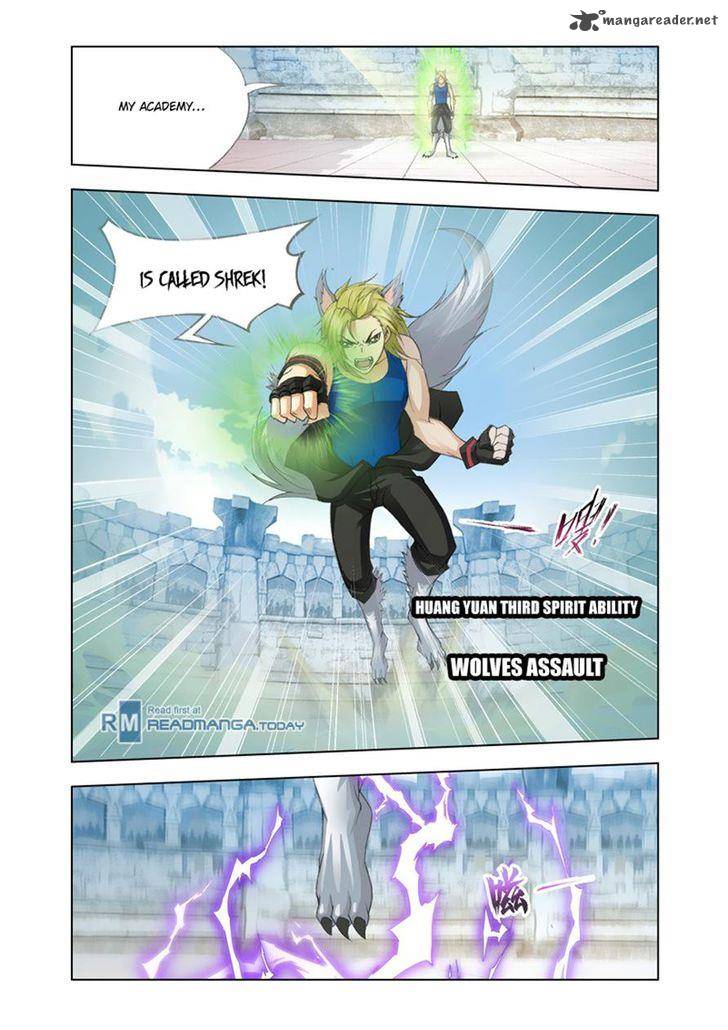 mangareader.net
MY ACADEMY...
IS CALLED SHREK!
嗖!!
HUANG YUAN THIRD SPIRIT ABILITY
WOLVES ASSAULT
Read first at
RM READMANGA.TODAY
嗞